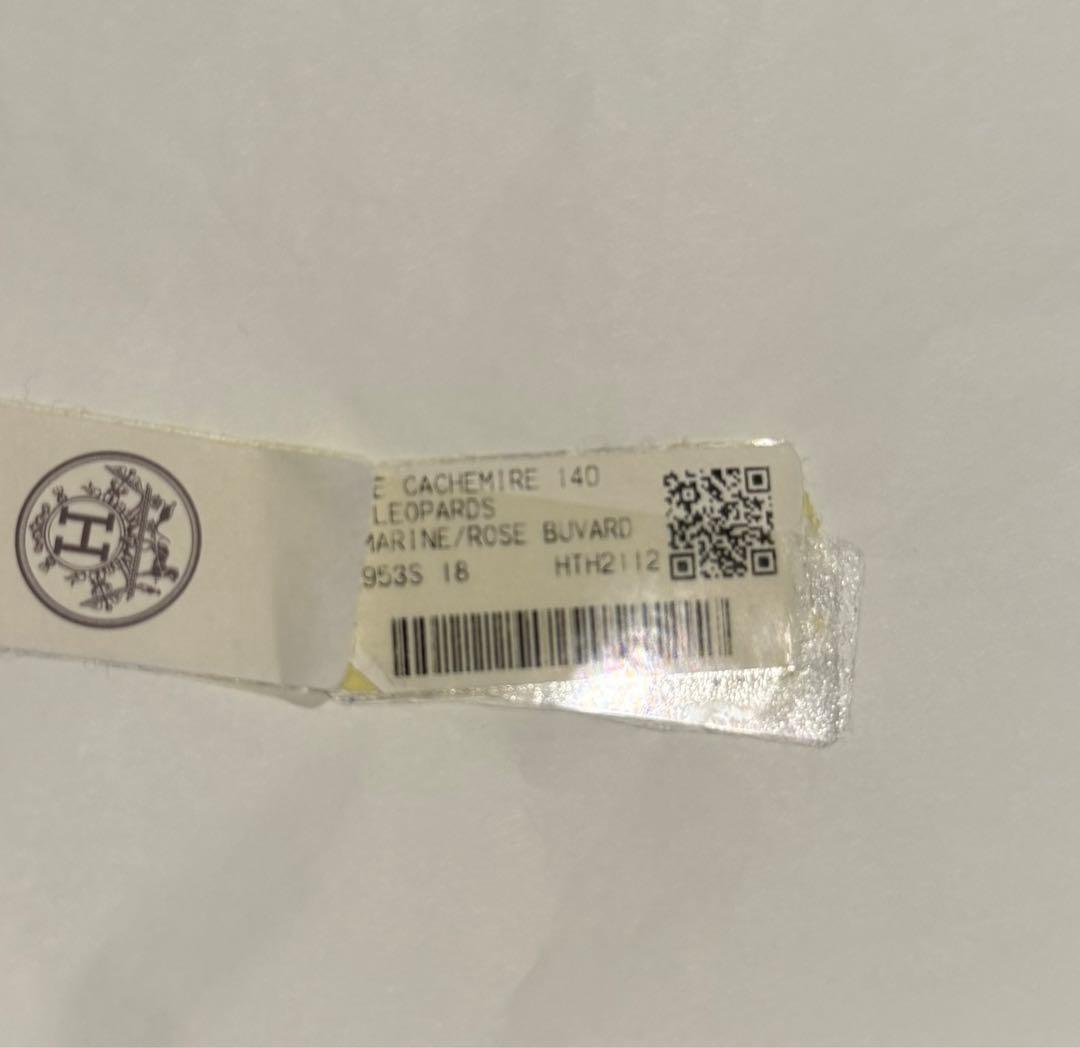 H
E CACHEMIRE 140
LEOPARDS
MARINE/ROSE BUVARD
953S 18 HTH2112